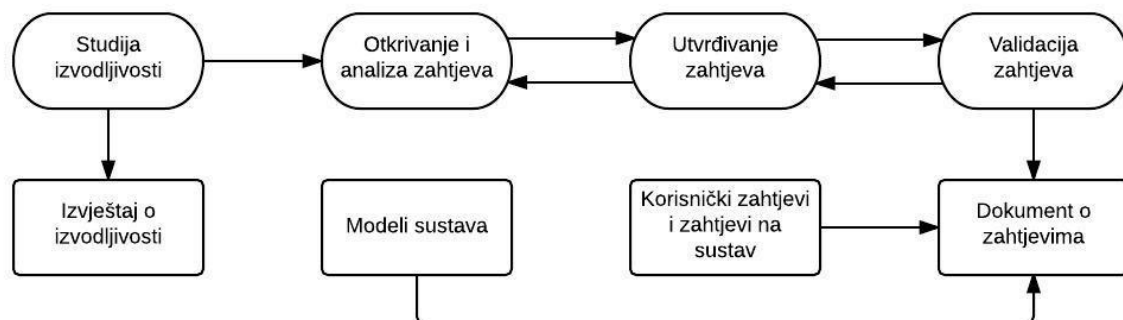 Studija
izvodljivosti
Otkrivanje i
analiza zahtjeva
Utvrđivanje
zahtjeva
Validacija
zahtjeva
Izvještaj o
izvodljivosti
Modeli sustava
Korisnički zahtjevi
i zahtjevi na
sustav
Dokument o
zahtjevima